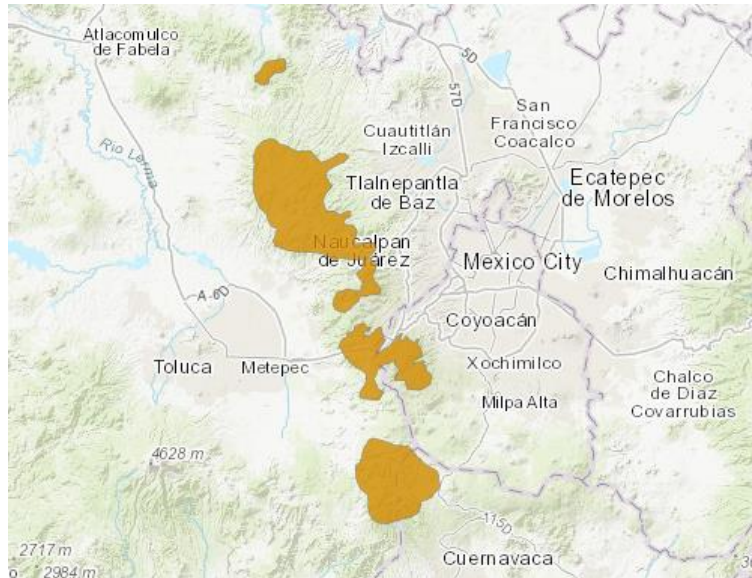 Atlacomulco
de Fabela
5D
57D
San
Francisco
Coacalco
Cuautitlán
Izcalli
Río Lerma
Tlalnepantla
de Baz
Ecatepec
de Morelos
Naucalpan
de Juárez
Mexico City
Chimalhuacán
A-6D
Coyoacán
Toluca
Metepec
Xochimilco
Chalco
de Díaz
Covarrubias
Milpa Alta
4628 m
115D
2717 m
Cuernavaca
2984 m